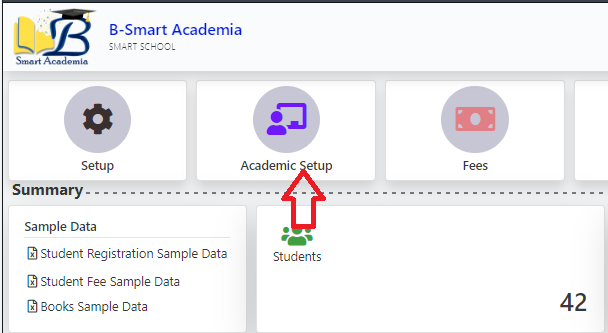 B-Smart Academia
SMART SCHOOL
B
Smart Academia
Setup
Academic Setup
Fees
Summary
Sample Data
Student Registration Sample Data
Student Fee Sample Data
Books Sample Data
Students
42